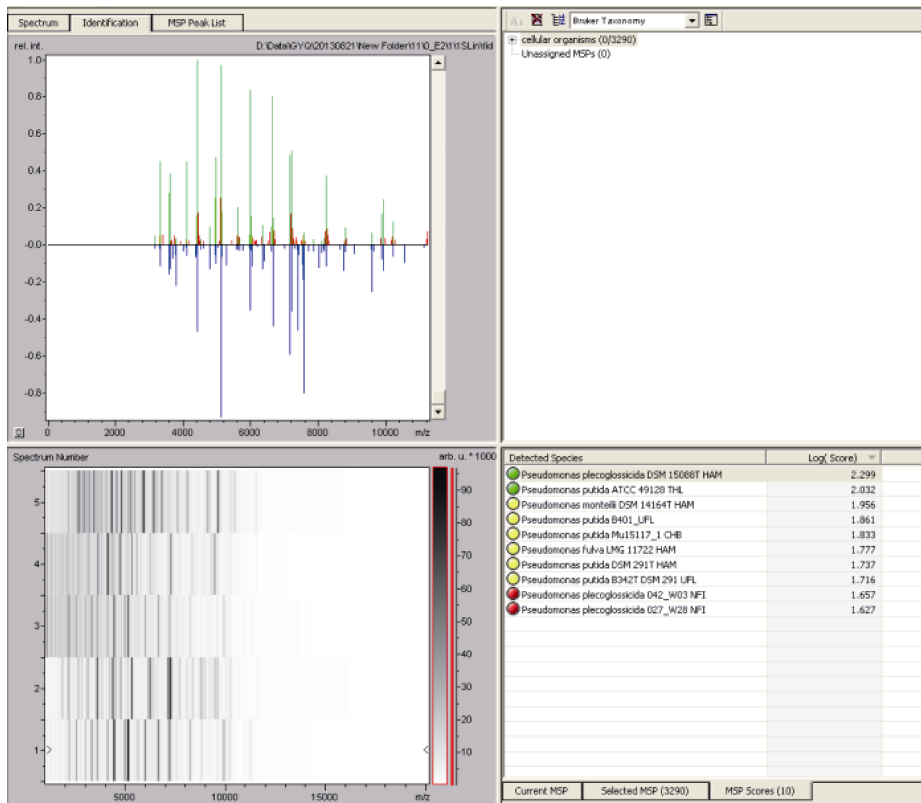 Spectrum Identification MSP Peak List
rel. int. D:\Data\GYQ\20130821\New Folder\11\0_E2\1\1SLin\fid
1.0
0.8
0.6
0.4
0.2
-0.0
-0.2
-0.4
-0.6
-0.8
0 2000 4000 6000 8000 10000 m/z
Bruker Taxonomy
cellular organisms (0/3290)
Unassigned MSPs (0)
Spectrum Number arb. u. * 1000
5
4
3
2
1
90
80
70
60
50
40
30
20
10
5000 10000 15000 m/z
Detected Species Log( Score)
Pseudomonas plecoglossicida DSM 15088T HAM 2.299
Pseudomonas putida ATCC 49128 THL 2.032
Pseudomonas monteilii DSM 14164T HAM 1.956
Pseudomonas putida B401_UFL 1.861
Pseudomonas putida Mu15117_1 CHB 1.833
Pseudomonas fulva LMG 11722 HAM 1.777
Pseudomonas putida DSM 291T HAM 1.737
Pseudomonas putida B342T DSM 291 UFL 1.716
Pseudomonas plecoglossicida 042_W03 NFI 1.657
Pseudomonas plecoglossicida 027_W28 NFI 1.627
Current MSP Selected MSP (3290) MSP Scores (10)